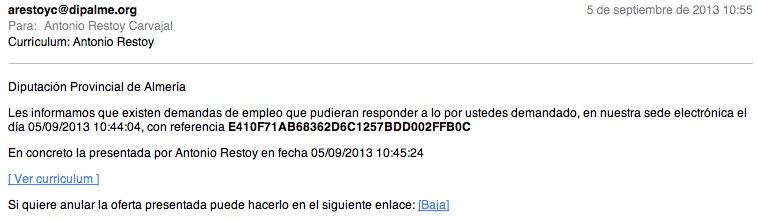 arestoyc@dipalme.org 5 de septiembre de 2013 10:55
Para: Antonio Restoy Carvajal
Currículum: Antonio Restoy
Diputación Provincial de Almería
Les informamos que existen demandas de empleo que pudieran responder a lo por ustedes demandado, en nuestra sede electrónica el
día 05/09/2013 10:44:04, con referencia E410F71AB68362D6C1257BDD002FFB0C
En concreto la presentada por Antonio Restoy en fecha 05/09/2013 10:45:24
[ Ver curriculum ]
Si quiere anular la oferta presentada puede hacerlo en el siguiente enlace: [Baja]